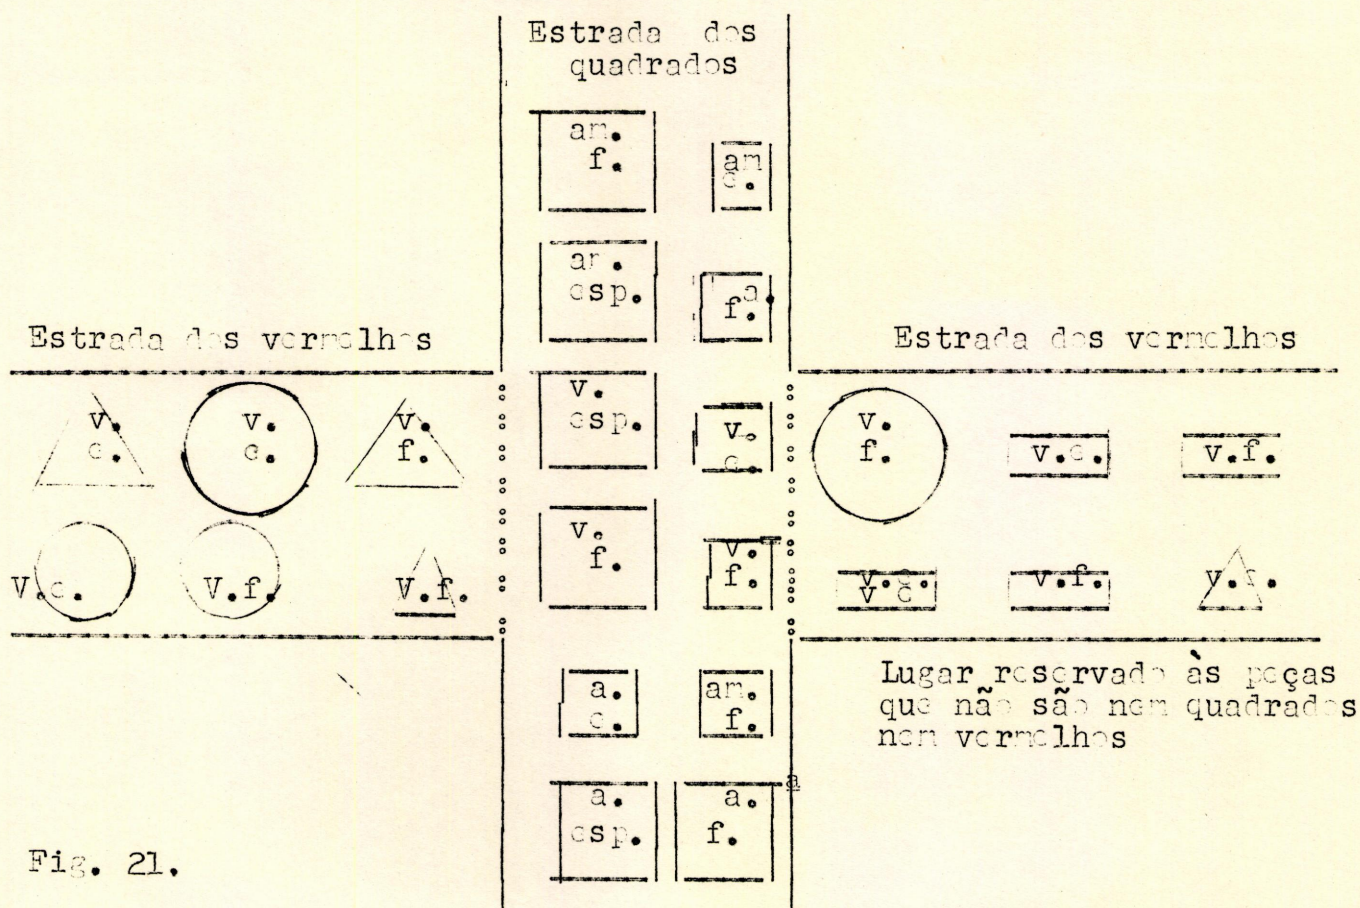 Estrada dos
quadrados
am.
f.
am
e.
am.
esp.
a
f.
Estrada dos vermelhos
Estrada dos vermelhos
v.
e.
v.
e.
v.
f.
v.
esp.
v.
e.
v.
f.
v.e.
v.f.
V.e.
V.f.
V.f.
v.
f.
v.
f.
v.e.
v.f.
v.f.
a.
e.
am.
f.
Lugar reservado às peças
que não são nem quadrados
nem vermelhos
a.
esp.
a.
f.
a
Fig. 21.